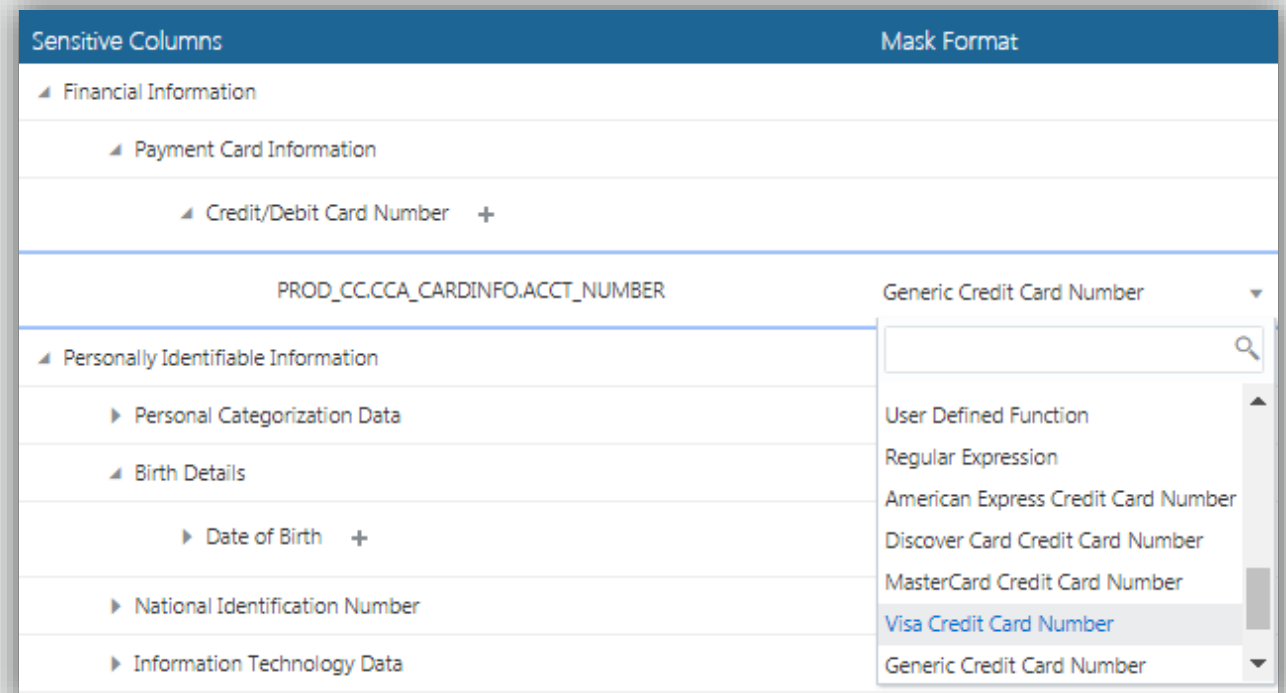 Sensitive Columns Mask Format
Financial Information
Payment Card Information
Credit/Debit Card Number +
PROD_CC.CCA_CARDINFO.ACCT_NUMBER Generic Credit Card Number
Personally Identifiable Information
Personal Categorization Data
Birth Details
Date of Birth +
National Identification Number
Information Technology Data
User Defined Function
Regular Expression
American Express Credit Card Number
Discover Card Credit Card Number
MasterCard Credit Card Number
Visa Credit Card Number
Generic Credit Card Number